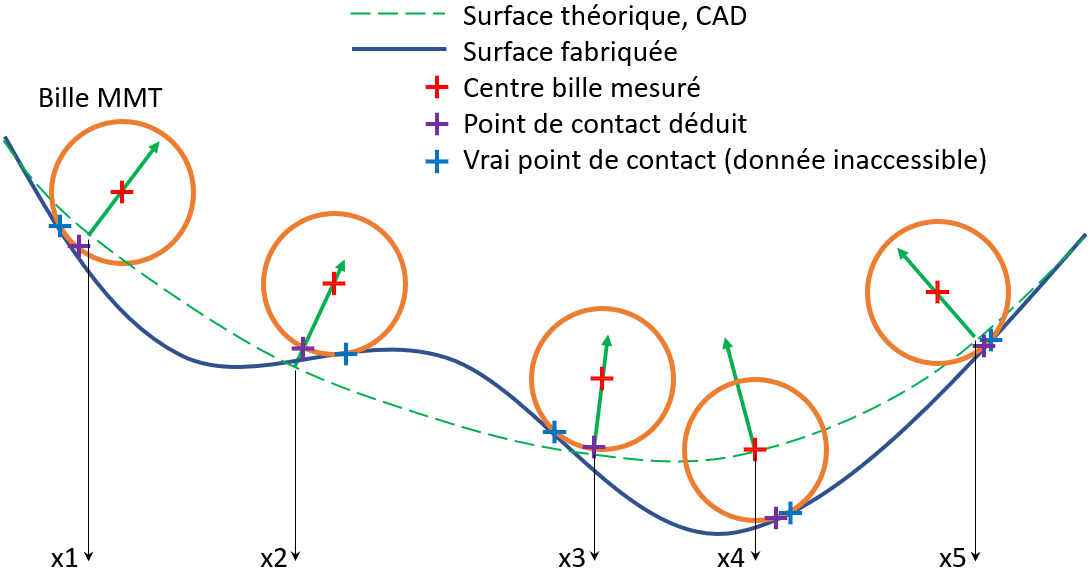 Surface théorique, CAD
Surface fabriquée
Centre bille mesuré
Point de contact déduit
Vrai point de contact (donnée inaccessible)
Bille MMT
x1
x2
x3
x4
x5